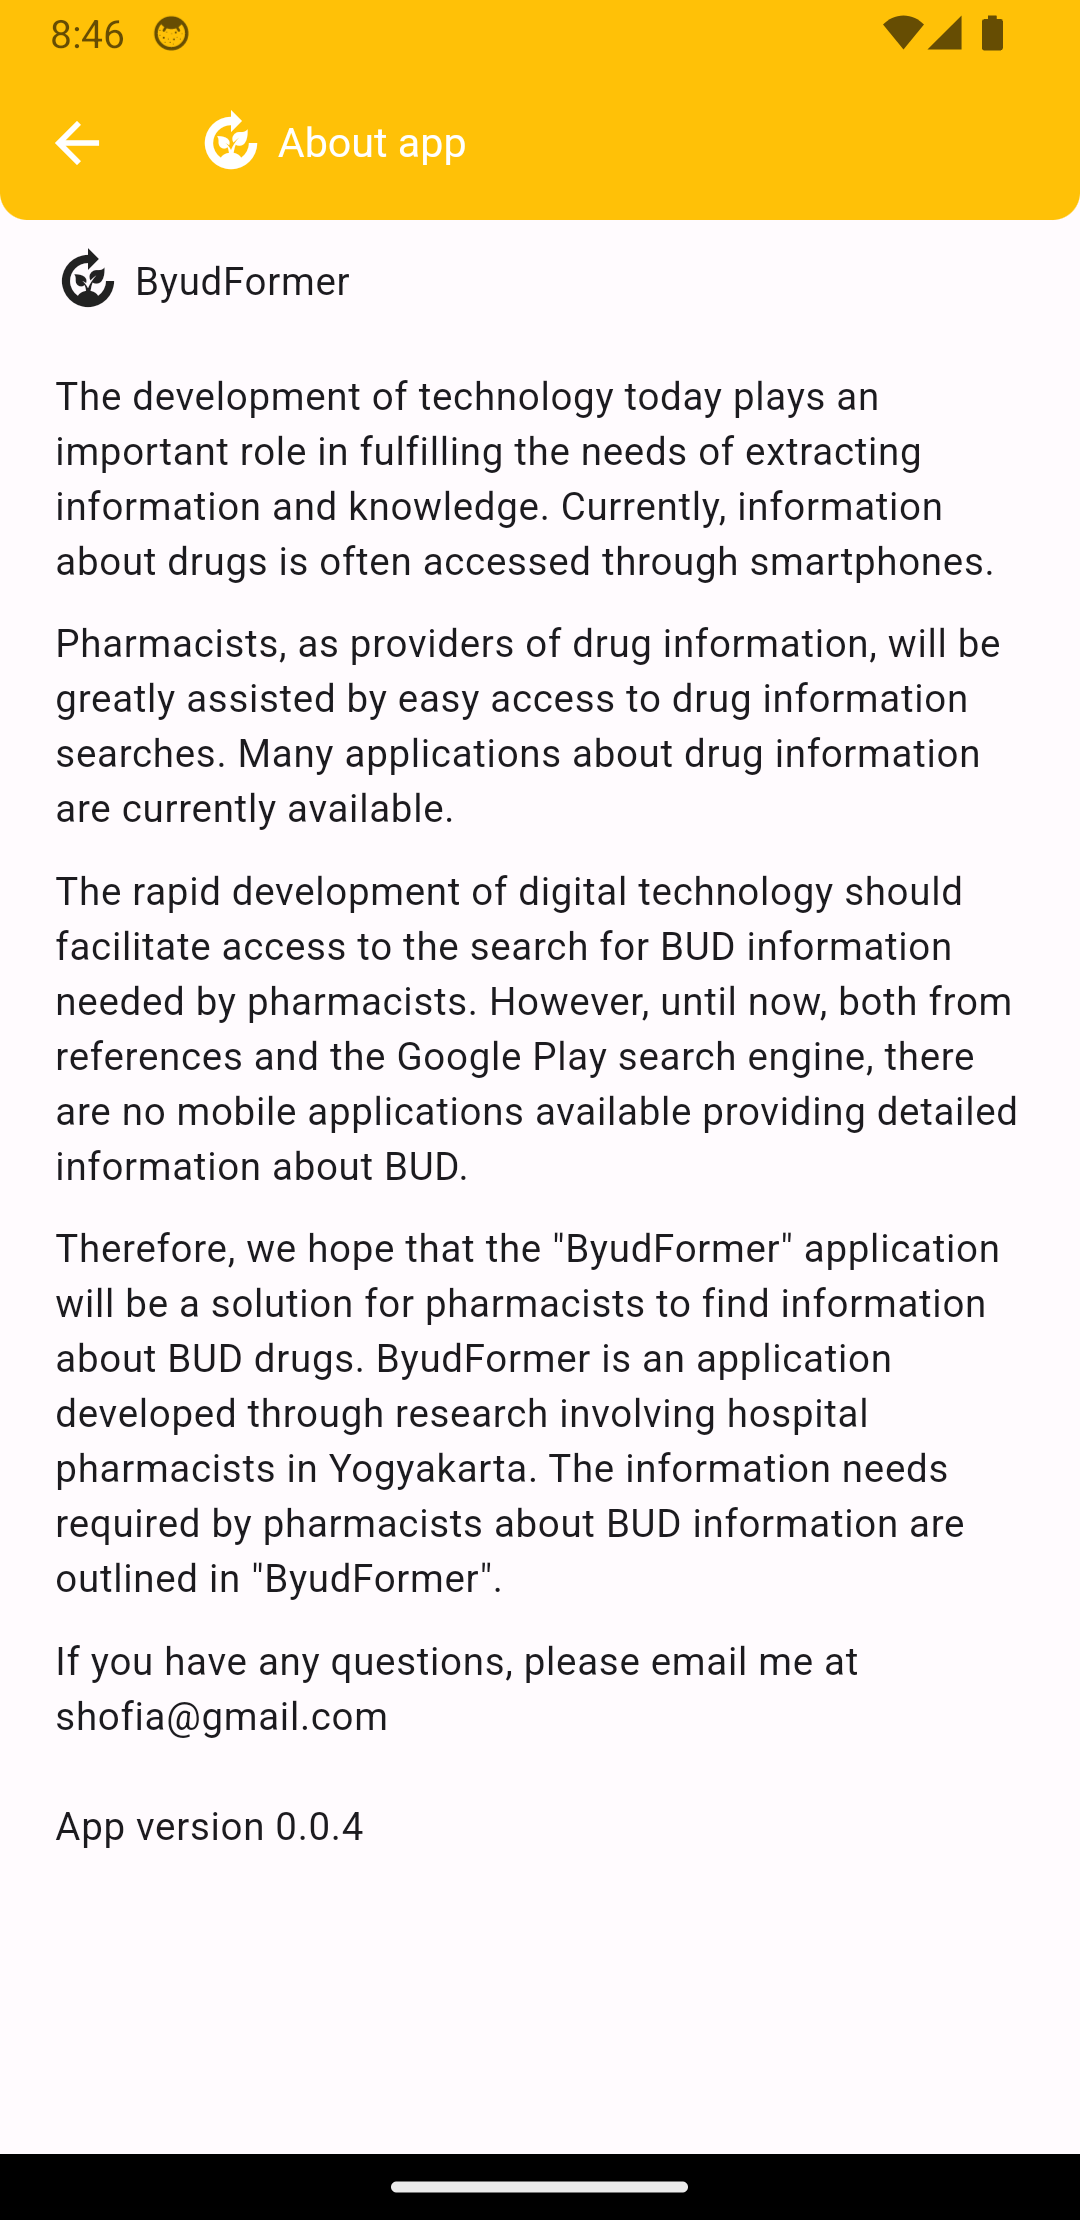 8:46
About app
ByudFormer
The development of technology today plays an
important role in fulfilling the needs of extracting
information and knowledge. Currently, information
about drugs is often accessed through smartphones.
Pharmacists, as providers of drug information, will be
greatly assisted by easy access to drug information
searches. Many applications about drug information
are currently available.
The rapid development of digital technology should
facilitate access to the search for BUD information
needed by pharmacists. However, until now, both from
references and the Google Play search engine, there
are no mobile applications available providing detailed
information about BUD.
Therefore, we hope that the "ByudFormer" application
will be a solution for pharmacists to find information
about BUD drugs. ByudFormer is an application
developed through research involving hospital
pharmacists in Yogyakarta. The information needs
required by pharmacists about BUD information are
outlined in "ByudFormer".
If you have any questions, please email me at
shofia@gmail.com
App version 0.0.4